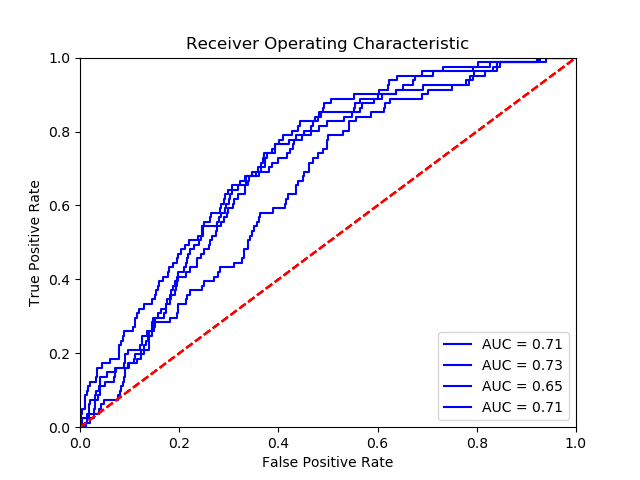 Receiver Operating Characteristic
True Positive Rate
1.0
0.8
0.6
0.4
0.2
0.0
AUC = 0.71
AUC = 0.73
AUC = 0.65
AUC = 0.71
0.0 0.2 0.4 0.6 0.8 1.0
False Positive Rate